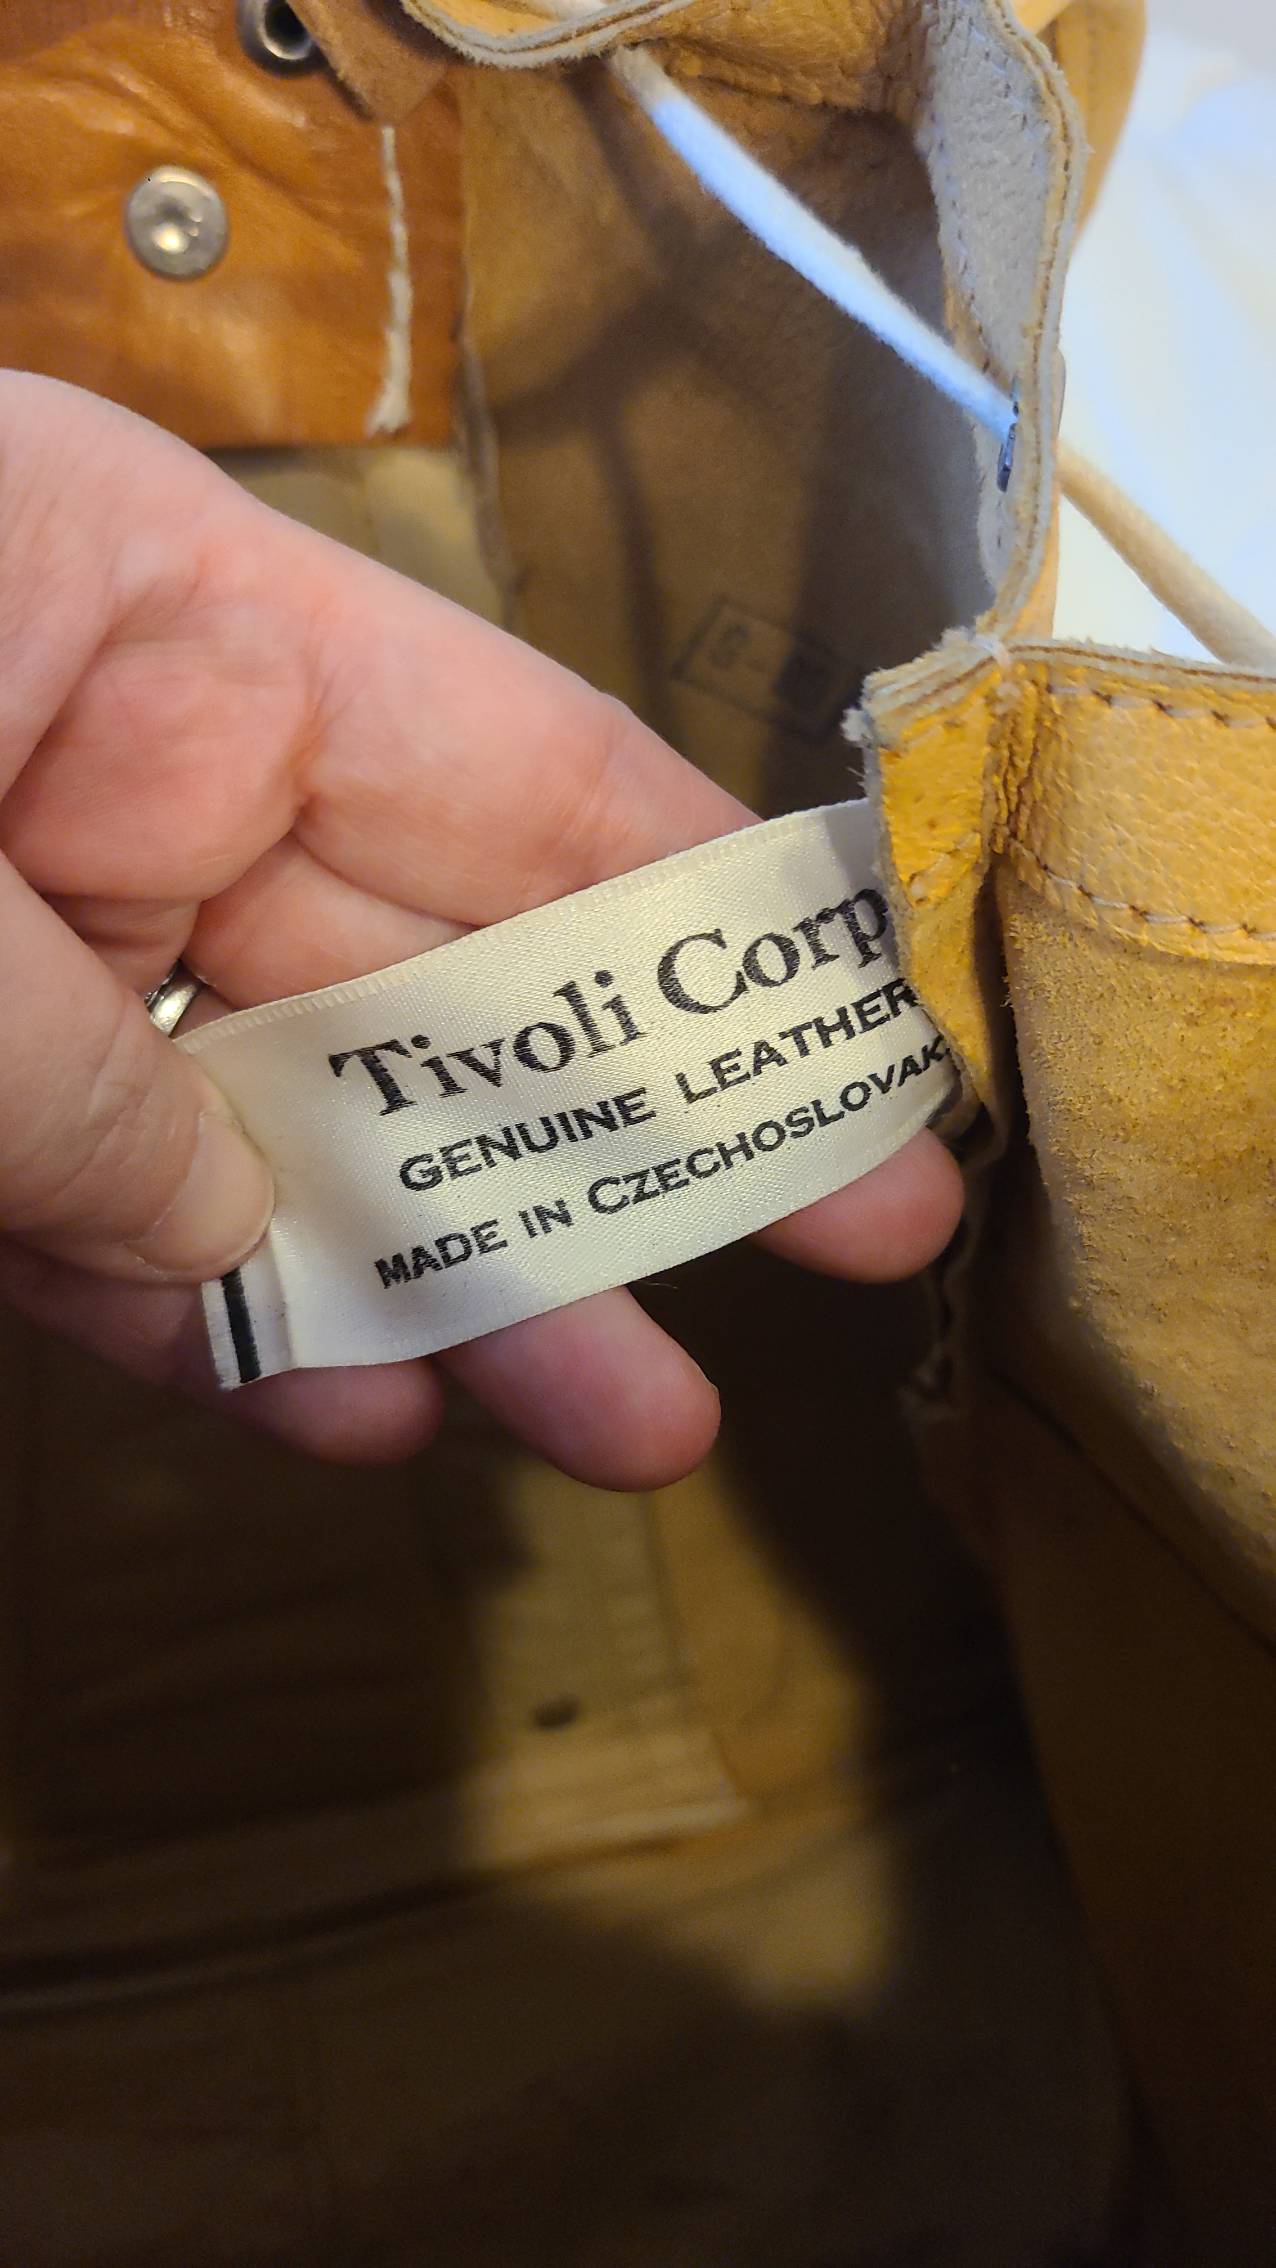 Tivoli Corp
GENUINE LEATHER
MADE IN CZECHOSLOVAK